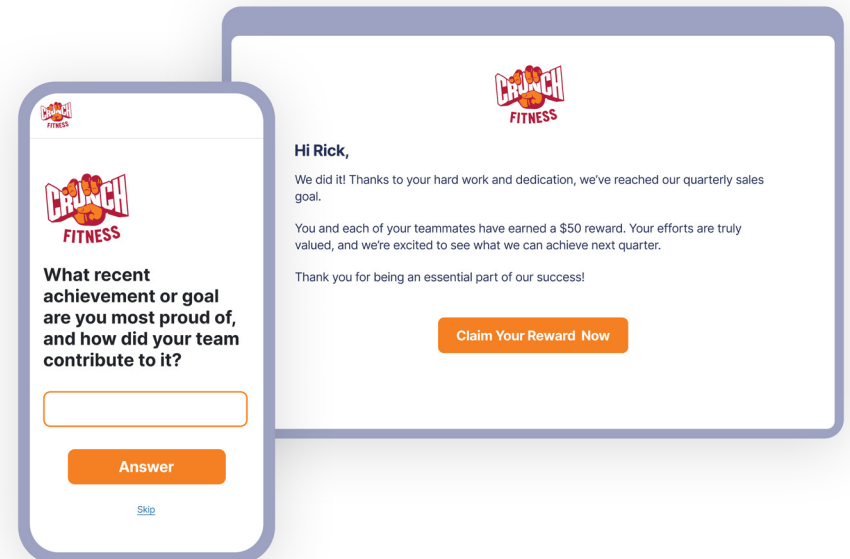 CRUNCH
FITNESS
CRUNCH
FITNESS
What recent
achievement or goal
are you most proud of,
and how did your team
contribute to it?
Answer
Skip
CRUNCH
FITNESS
Hi Rick,
We did it! Thanks to your hard work and dedication, we've reached our quarterly sales
goal.
You and each of your teammates have earned a $50 reward. Your efforts are truly
valued, and we're excited to see what we can achieve next quarter.
Thank you for being an essential part of our success!
Claim Your Reward Now